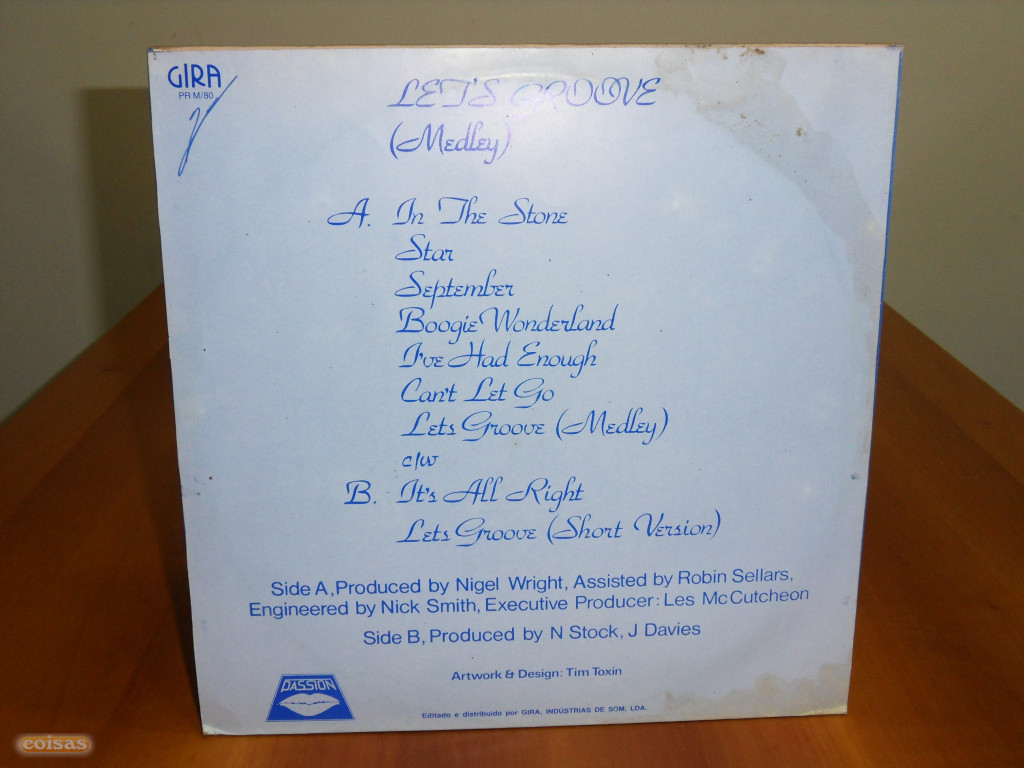 GIRA
PR M/80
LET'S GROOVE
(Medley)
A. In The Stone
Star
September
Boogie Wonderland
I've Had Enough
Can't Let Go
Lets Groove (Medley)
c/w
B. It's All Right
Lets Groove (Short Version)
Side A, Produced by Nigel Wright, Assisted by Robin Sellars,
Engineered by Nick Smith, Executive Producer: Les McCutcheon
Side B, Produced by N Stock, J Davies
Artwork & Design: Tim Toxin
PASSION
Editado e distribuido por GIRA, INDÚSTRIAS DE SOM, LDA.
coisas